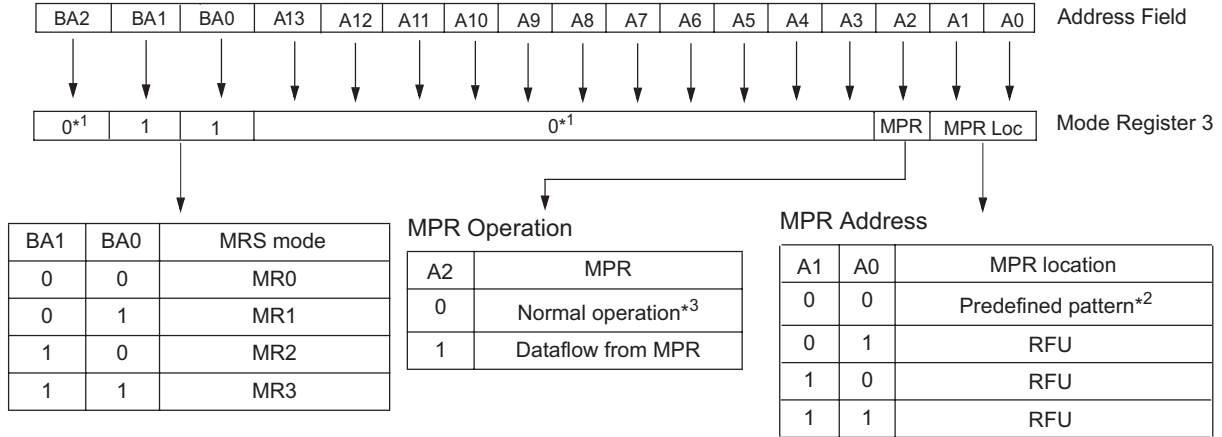 BA2 BA1 BA0 A13 A12 A11 A10 A9 A8 A7 A6 A5 A4 A3 A2 A1 A0 Address Field
0*1 1 1 0*1 MPR MPR Loc Mode Register 3
BA1 BA0 MRS mode
0 0 MR0
0 1 MR1
1 0 MR2
1 1 MR3
MPR Operation
A2 MPR
0 Normal operation*3
1 Dataflow from MPR
MPR Address
A1 A0 MPR location
0 0 Predefined pattern*2
0 1 RFU
1 0 RFU
1 1 RFU